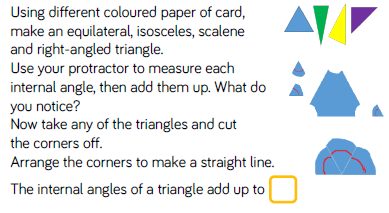 Using different coloured paper of card,
make an equilateral, isosceles, scalene
and right-angled triangle.
Use your protractor to measure each
internal angle, then add them up. What do
you notice?
Now take any of the triangles and cut
the corners off.
Arrange the corners to make a straight line.
The internal angles of a triangle add up to